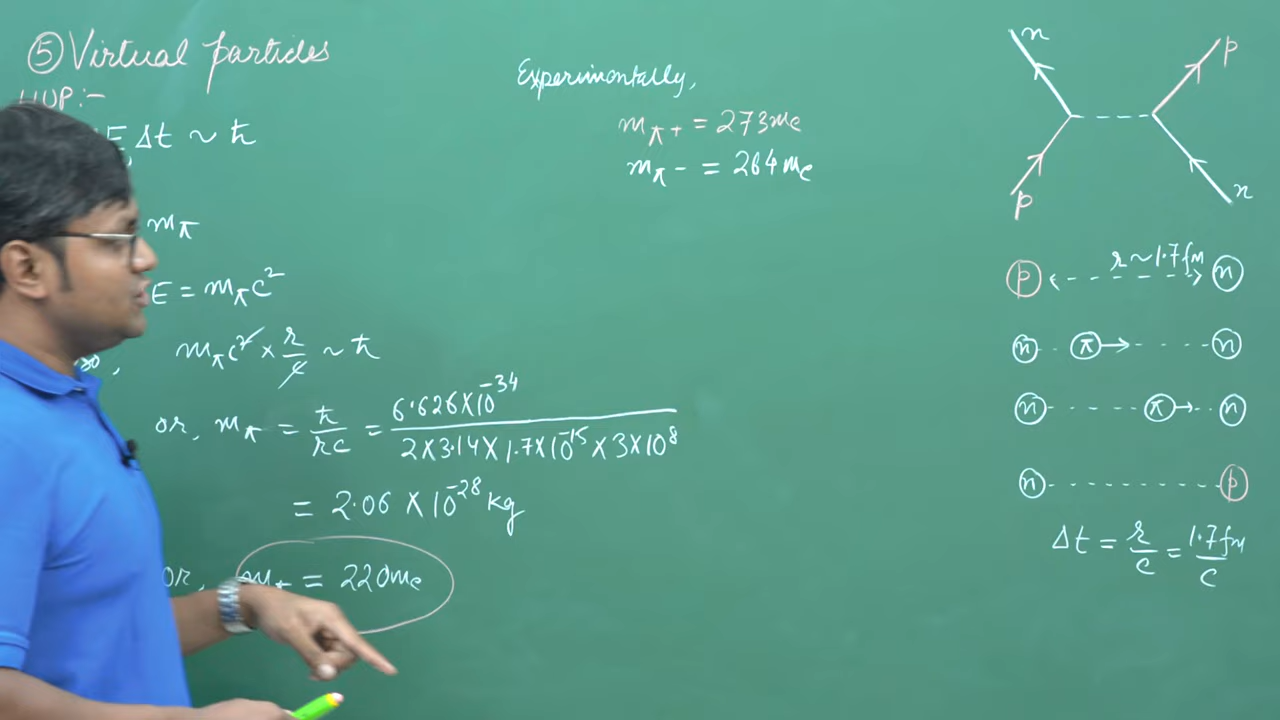 ⑤ Virtual particles
HUP:-
E Δt ~ ħ
mπ
E = mπc²
mπc² × r/c ~ ħ
so,
or, mπ = ħ/rc = 6.626×10⁻³⁴ / 2×3.14×1.7×10⁻¹⁵×3×10⁸
= 2.06 × 10⁻²⁸ kg
or, mπ = 220me
Experimentally,
mπ+ = 273me
mπ- = 264me
n p
p n
p r~1.7fm n
n π n
n π n
n p
Δt = r/c = 1.7fm/c